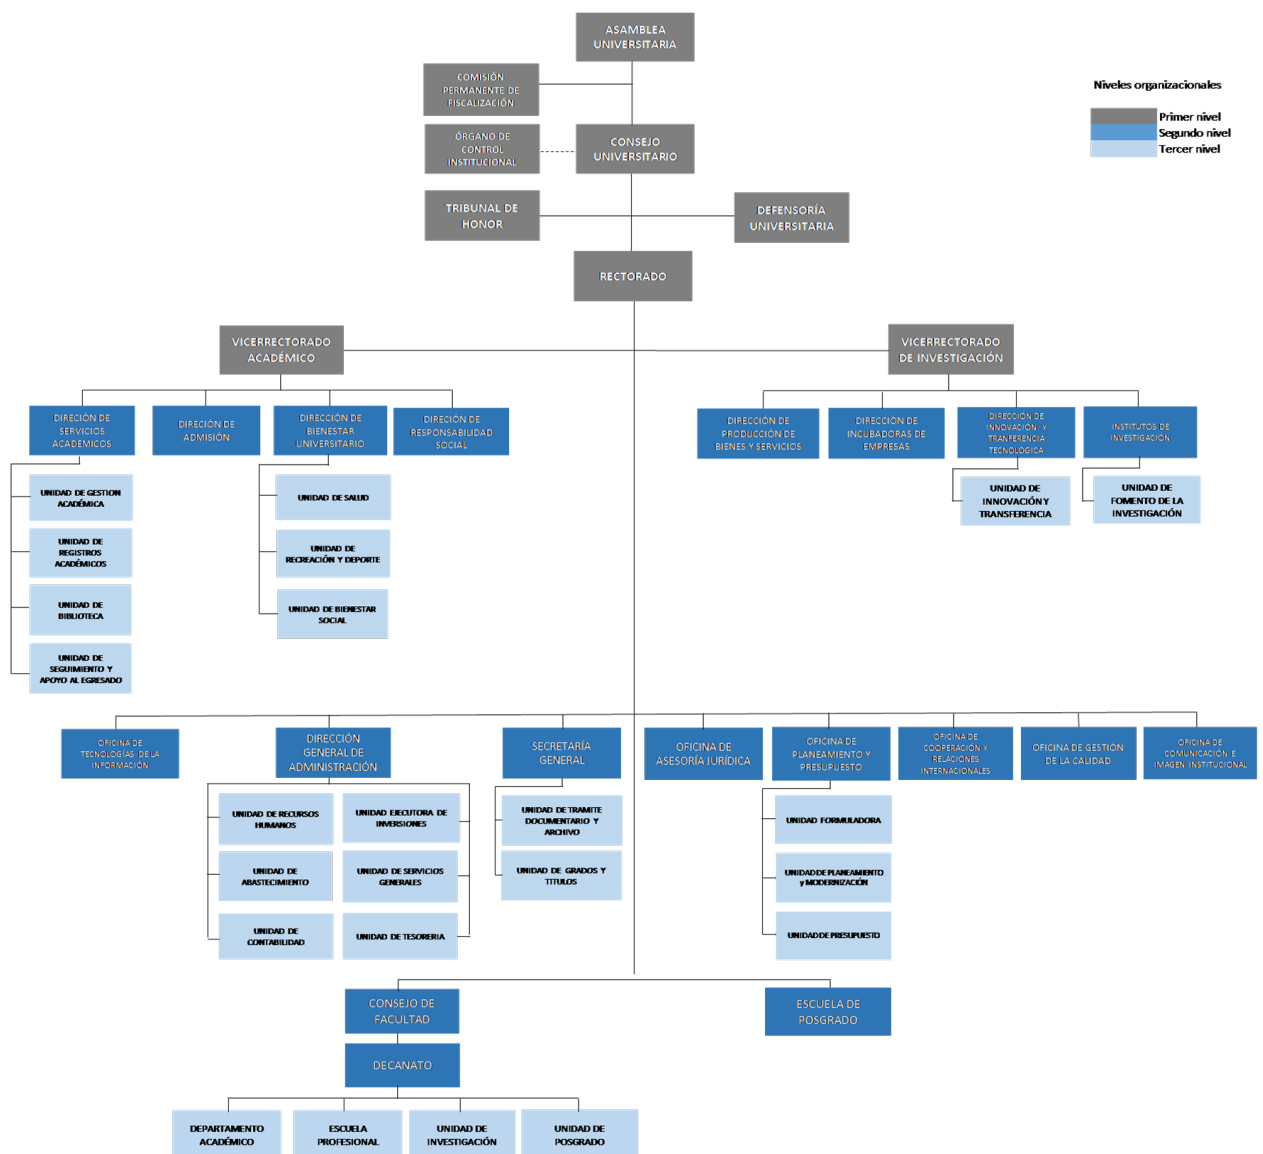 ASAMBLEA
UNIVERSITARIA
COMISIÓN
PERMANENTE DE
FISCALIZACIÓN
Niveles organizacionales
Primer nivel
Segundo nivel
Tercer nivel
ÓRGANO DE
CONTROL
INSTITUCIONAL
CONSEJO
UNIVERSITARIO
TRIBUNAL DE
HONOR
DEFENSORÍA
UNIVERSITARIA
RECTORADO
VICERRECTORADO
ACADÉMICO
VICERRECTORADO
DE INVESTIGACIÓN
DIRECIÓN DE
SERVICIOS
ACADEMICOS
DIRECIÓN DE
ADMISIÓN
DIRECCIÓN DE
BIENESTAR
UNIVERSITARIO
DIRECCIÓN DE
RESPONSABILIDAD
SOCIAL
DIRECCIÓN DE
PRODUCCIÓN DE
BIENES Y SERVICIOS
DIRECCIÓN DE
INCUBADORAS DE
EMPRESAS
DIRECCIÓN DE
INNOVACIÓN Y
TRANFERENCIA
TECNOLOGICA
INSTITUTOS DE
INVESTIGACIÓN
UNIDAD DE GESTION
ACADÉMICA
UNIDAD DE
REGISTROS
ACADÉMICOS
UNIDAD DE
BIBLIOTECA
UNIDAD DE
SEGUIMIENTO Y
APOYO AL EGRESADO
UNIDAD DE SALUD
UNIDAD DE
RECREACIÓN Y DEPORTE
UNIDAD DE BIENESTAR
SOCIAL
UNIDAD DE
INNOVACIÓN Y
TRANSFERENCIA
UNIDAD DE
FOMENTO DE LA
INVESTIGACIÓN
OFICINA DE
TECNOLOGÍAS DE LA
INFORMACIÓN
DIRECCIÓN
GENERAL DE
ADMINISTRACIÓN
SECRETARÍA
GENERAL
OFICINA DE
ASESORÍA JURÍDICA
OFICINA DE
PLANEAMIENTO Y
PRESUPUESTO
OFICINA DE
COOPERACIÓN Y
RELACIONES
INTERNACIONALES
OFICINA DE GESTIÓN
DE LA CALIDAD
OFICINA DE
COMUNICACIÓN E
IMAGEN INSTITUCIONAL
UNIDAD DE RECURSOS
HUMANOS
UNIDAD DE
ABASTECIMIENTO
UNIDAD DE
CONTABILIDAD
UNIDAD EJECUTORA DE
INVERSIONES
UNIDAD DE SERVICIOS
GENERALES
UNIDAD DE TESORERIA
UNIDAD DE TRAMITE
DOCUMENTARIO Y
ARCHIVO
UNIDAD DE GRADOS Y
TITULOS
UNIDAD FORMULADORA
UNIDAD DE PLANEAMIENTO
y MODERNIZACIÓN
UNIDAD DE PRESUPUESTO
CONSEJO DE
FACULTAD
ESCUELA DE
POSGRADO
DECANATO
DEPARTAMENTO
ACADÉMICO
ESCUELA
PROFESIONAL
UNIDAD DE
INVESTIGACIÓN
UNIDAD DE
POSGRADO